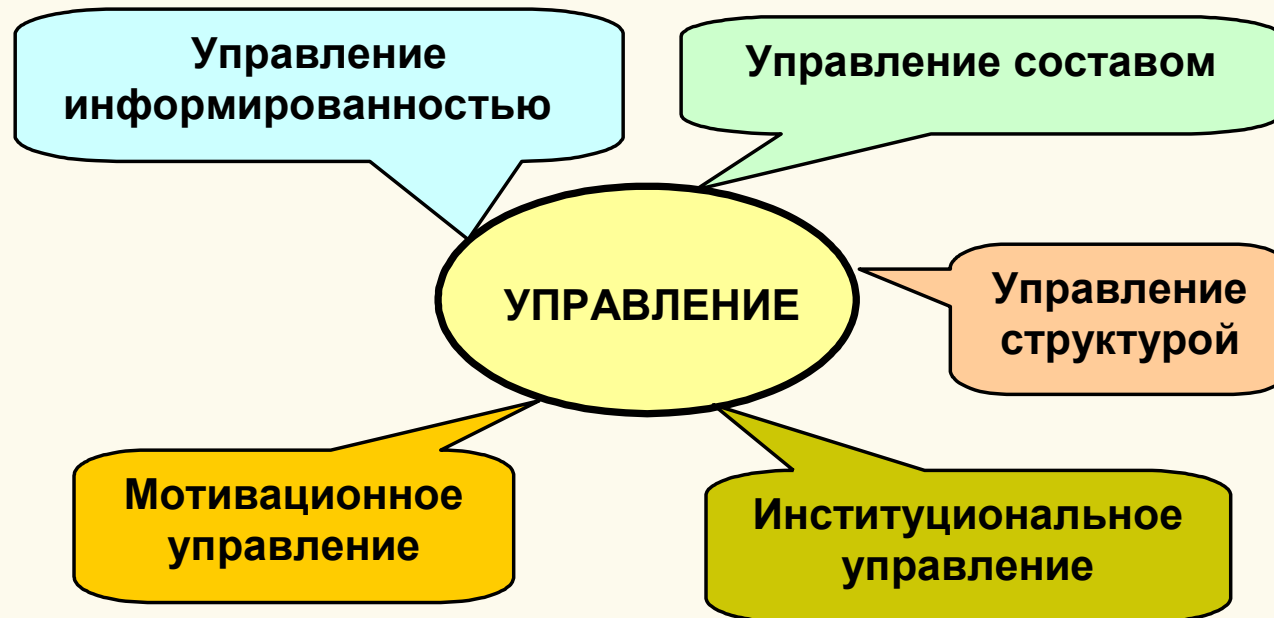 Управление
информированностью
Управление составом
УПРАВЛЕНИЕ
Управление
структурой
Мотивационное
управление
Институциональное
управление